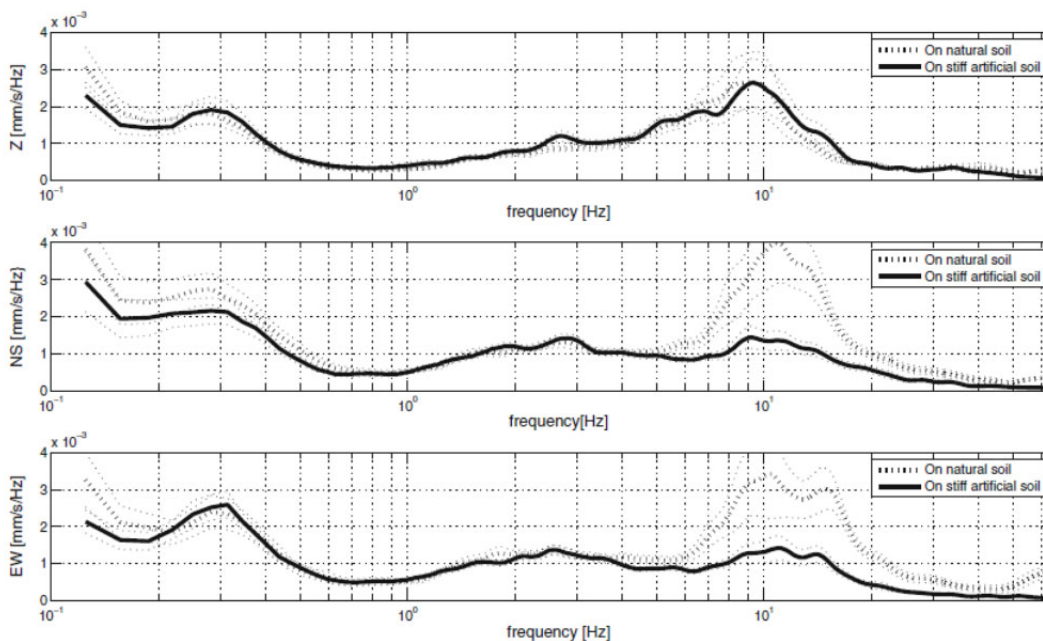 x 10⁻³
4
3
2
1
0
Z [mm/s/Hz]
On natural soil
On stiff artificial soil
10⁻¹
10⁰
10¹
frequency [Hz]
x 10⁻³
4
3
2
1
0
NS [mm/s/Hz]
On natural soil
On stiff artificial soil
10⁻¹
10⁰
10¹
frequency[Hz]
x 10⁻³
4
3
2
1
0
EW [mm/s/Hz]
On natural soil
On stiff artificial soil
10⁻¹
10⁰
10¹
frequency [Hz]